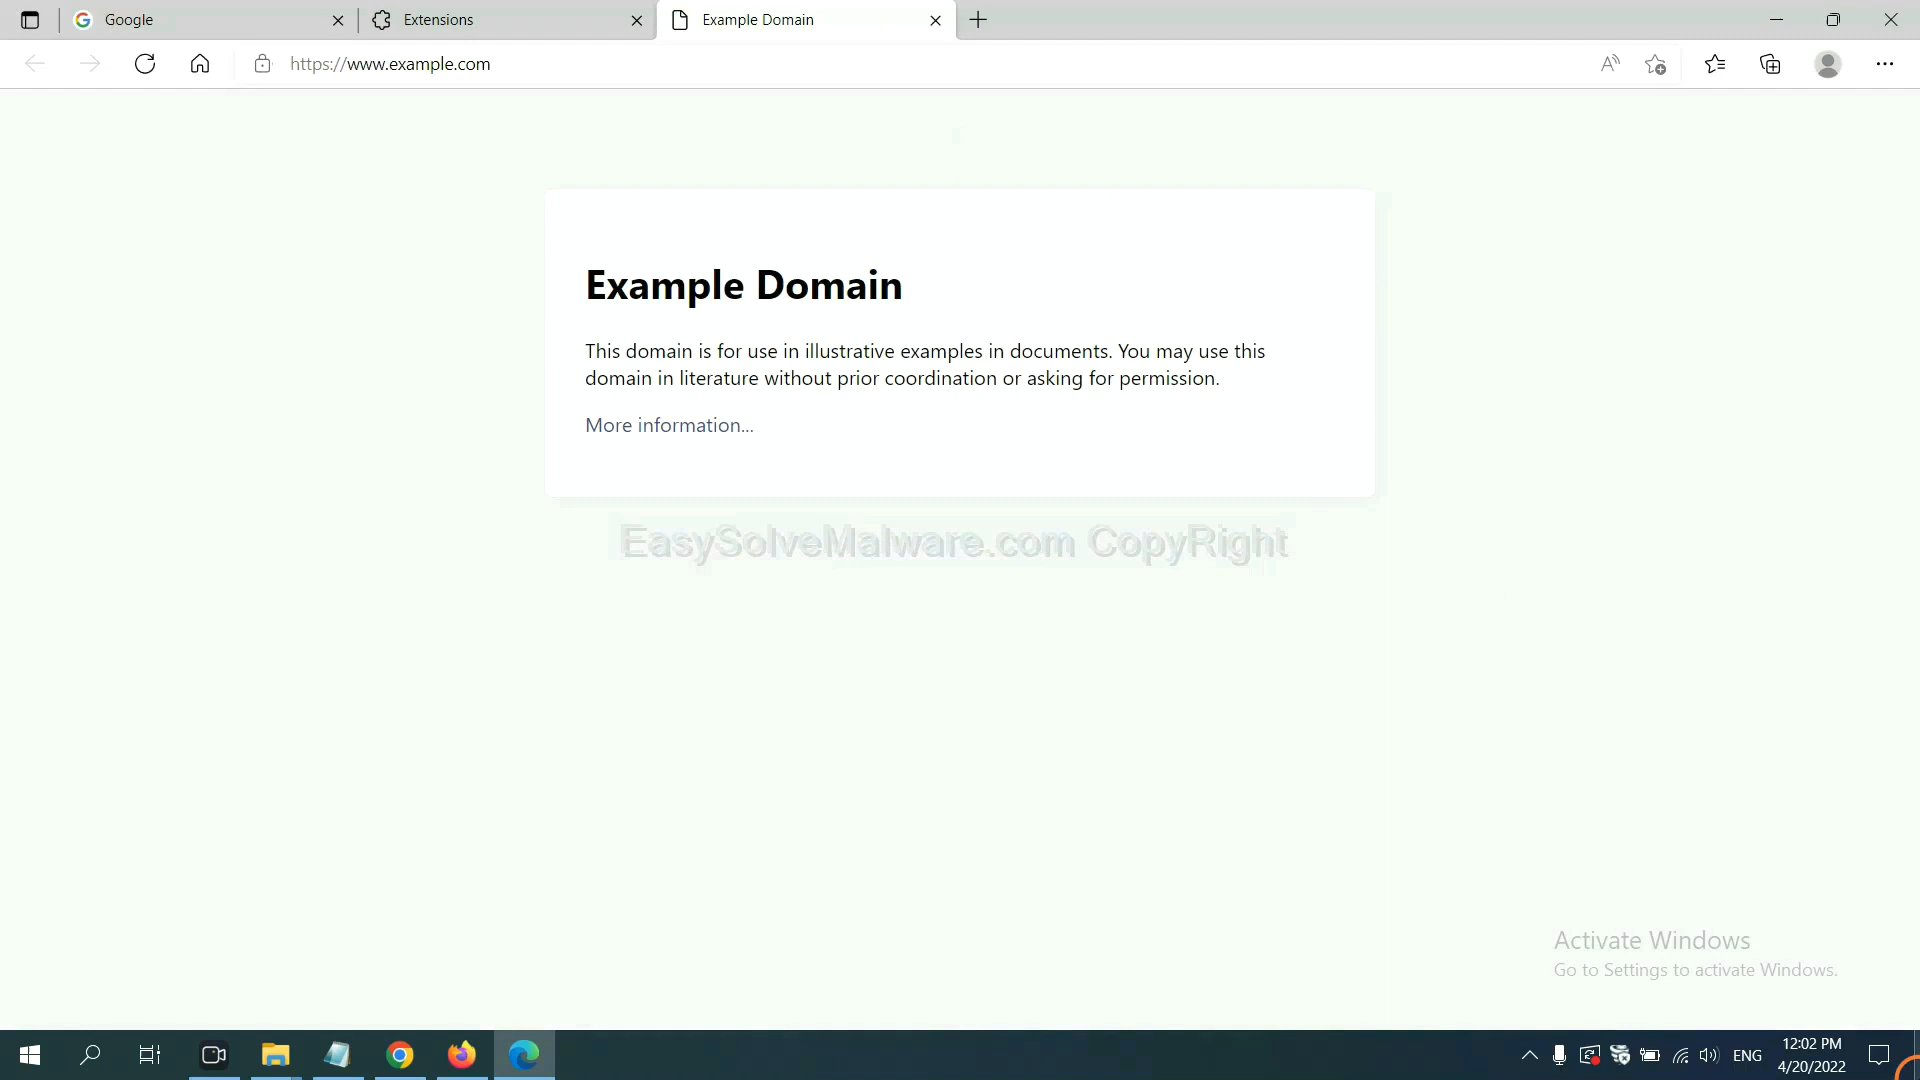 Google
Extensions
Example Domain
https://www.example.com
Example Domain
This domain is for use in illustrative examples in documents. You may use this
domain in literature without prior coordination or asking for permission.
More information...
EasySolveMalware.com CopyRight
Activate Windows
Go to Settings to activate Windows.
ENG
12:02 PM
4/20/2022